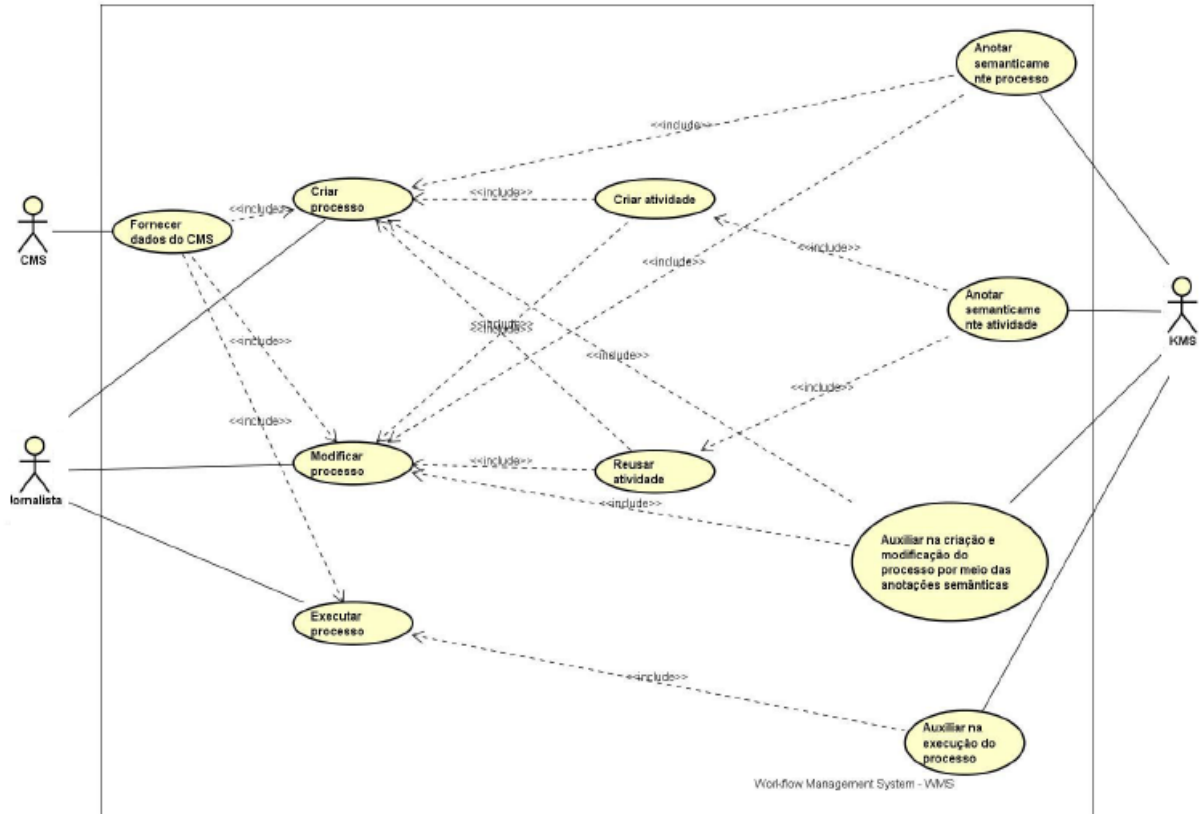 Anotar
semanticame
nte processo
<<include>>
Criar
processo
<<include>>
Criar atividade
<<include>>
Fornecer
dados do CMS
CMS
<<include>>
<<include>>
Anotar
semanticame
nte atividade
KMS
<<include>>
<<include>>
<<include>>
<<include>>
<<include>>
<<include>>
<<include>>
Modificar
processo
<<include>>
Reusar
atividade
Jornalista
<<include>>
Auxiliar na criação e
modificação do
processo por meio das
anotações semânticas
Executar
processo
<<include>>
Auxiliar na
execução do
processo
Workflow Management System - WMS